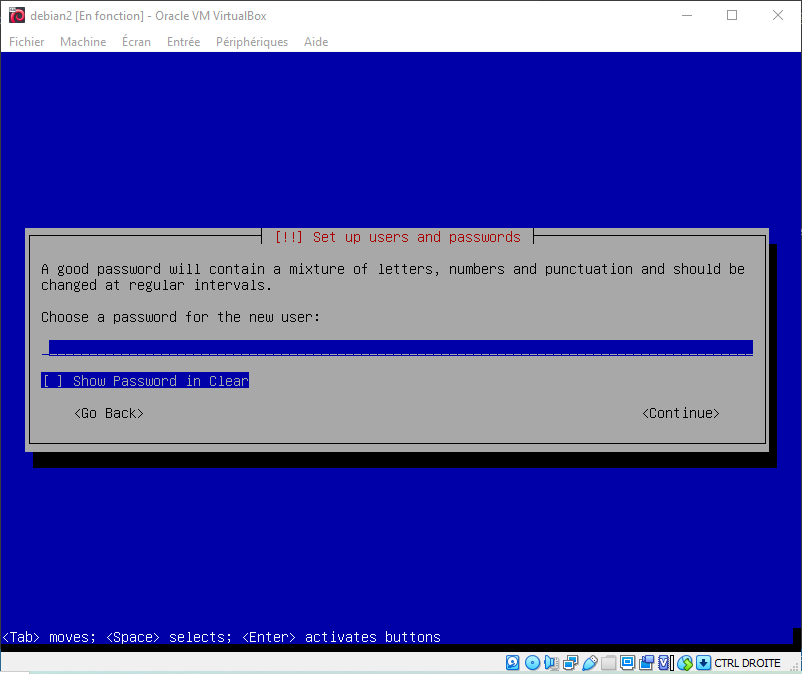 debian2 [En fonction] - Oracle VM VirtualBox
Fichier Machine Écran Entrée Périphériques Aide
[!!] Set up users and passwords
A good password will contain a mixture of letters, numbers and punctuation and should be
changed at regular intervals.
Choose a password for the new user:
[ ] Show Password in Clear
<Go Back> <Continue>
<Tab> moves; <Space> selects; <Enter> activates buttons
CTRL DROITE